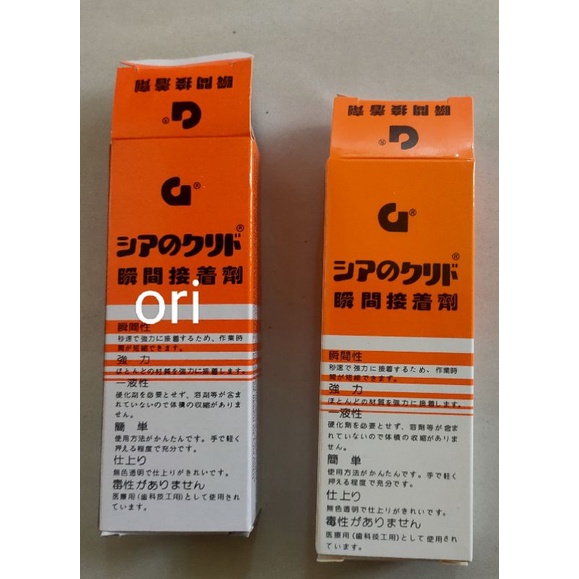 瞬間接着劑
G®
G®
シアのクリド®
瞬間接着劑
ori
瞬間性
秒速で強力に接着するため、作業時
間が短縮できます。
強力
ほとんどの材質を強力に接着します。
一液性
硬化剤を必要とせず、溶剤等が含ま
れていないので体積の収縮がありま
せん。
簡単
使用方法がかんたんです。手で軽く
押える程度で充分です。
仕上り
無色透明で仕上りがきれいです。
毒性がありません
医療用(歯科技工用)として使用され
ています。
瞬間接着劑
G®
G®
シアのクリド®
瞬間接着劑
瞬間性
秒速で強力に接着するため、作業時
間が短縮できます。
強力
ほとんどの材質を強力に接着します。
一液性
硬化剤を必要とせず、溶剤等が含ま
れていないので体積の収縮がありま
せん。
簡単
使用方法がかんたんです。手で軽く
押える程度で充分です。
仕上り
無色透明で仕上りがきれいです。
毒性がありません
医療用(歯科技工用)として使用され
ています。